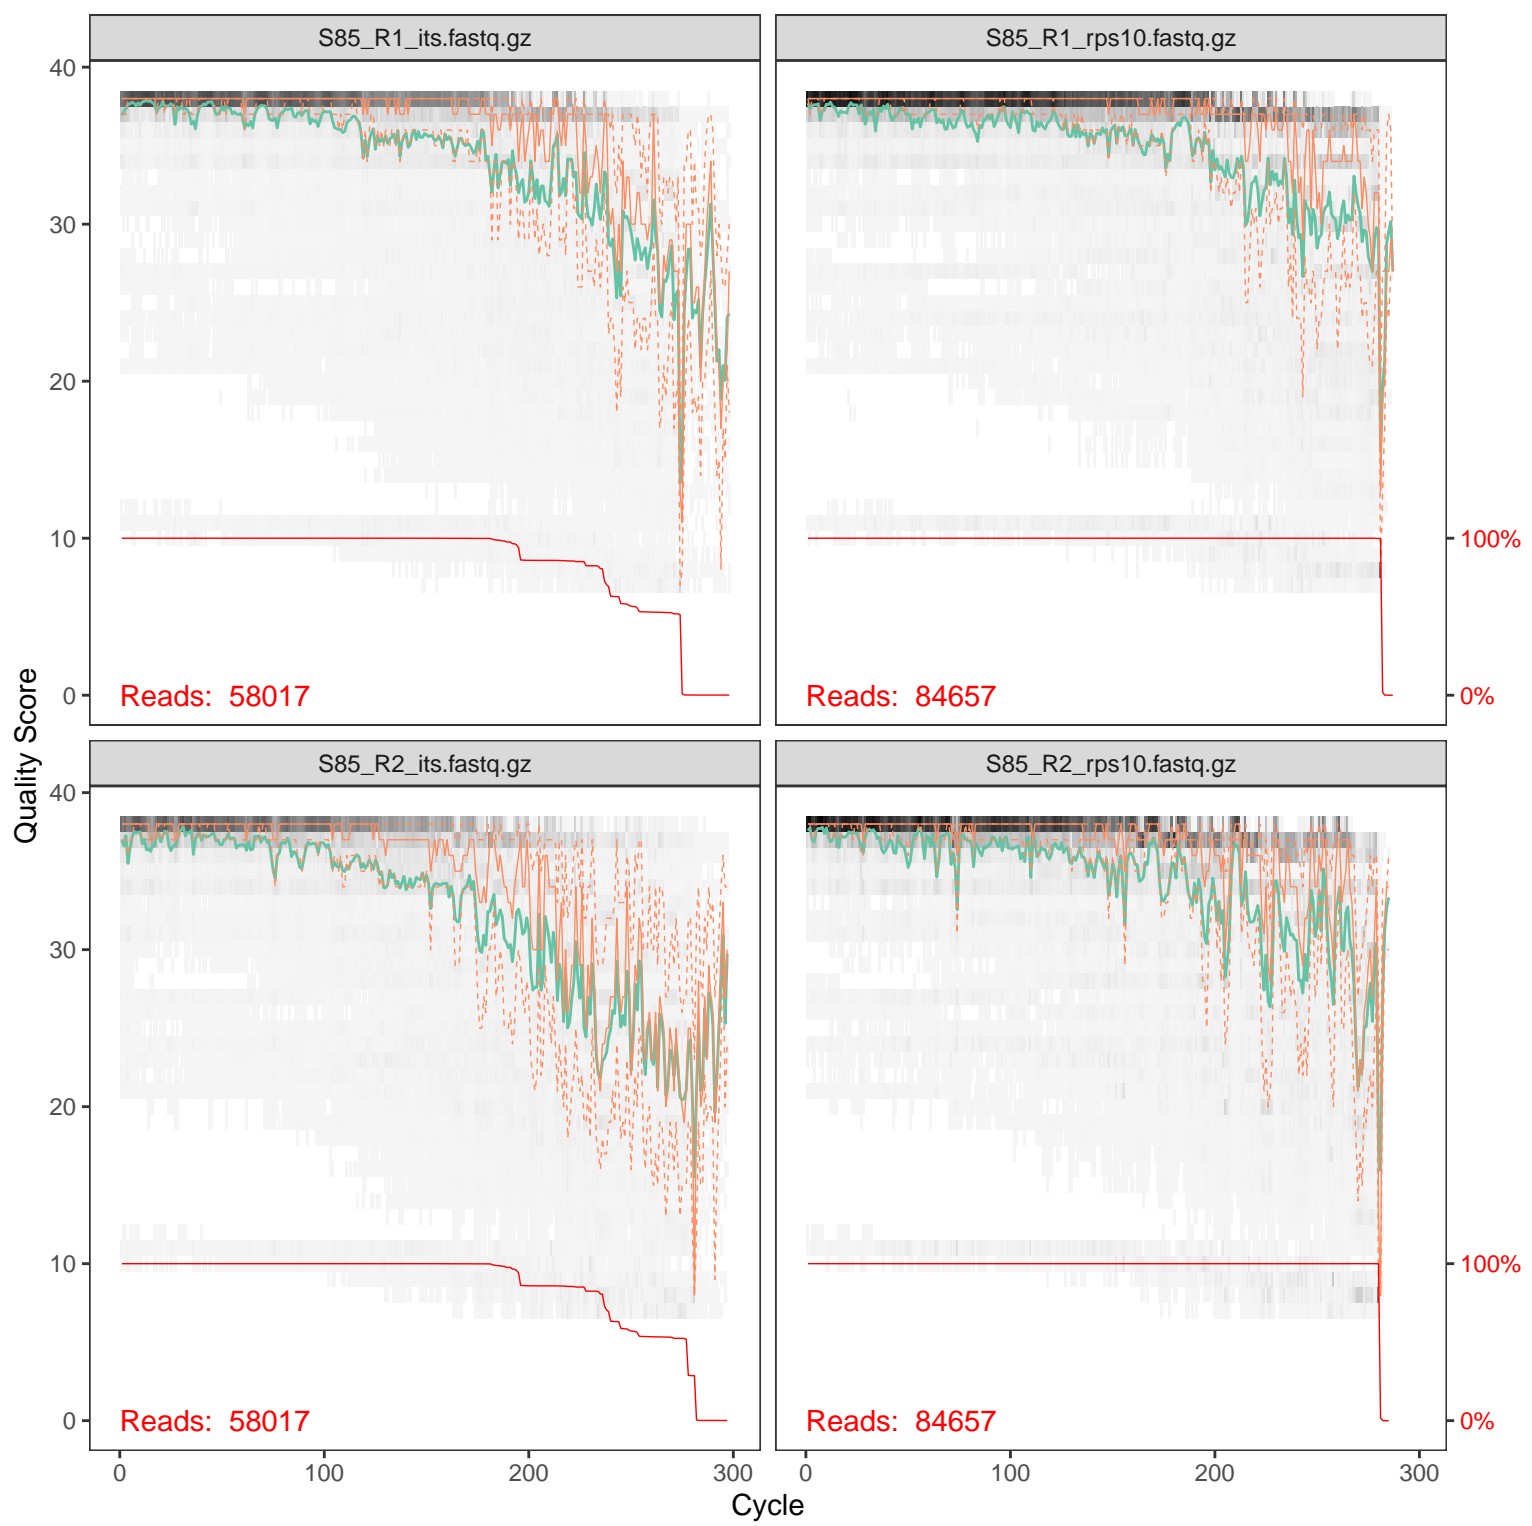 S85_R1_its.fastq.gz
S85_R1_rps10.fastq.gz
40
30
20
10
0
100%
0%
Reads: 58017
Reads: 84657
Quality Score
S85_R2_its.fastq.gz
S85_R2_rps10.fastq.gz
40
30
20
10
0
100%
0%
Reads: 58017
Reads: 84657
0 100 200 300
0 100 200 300
Cycle